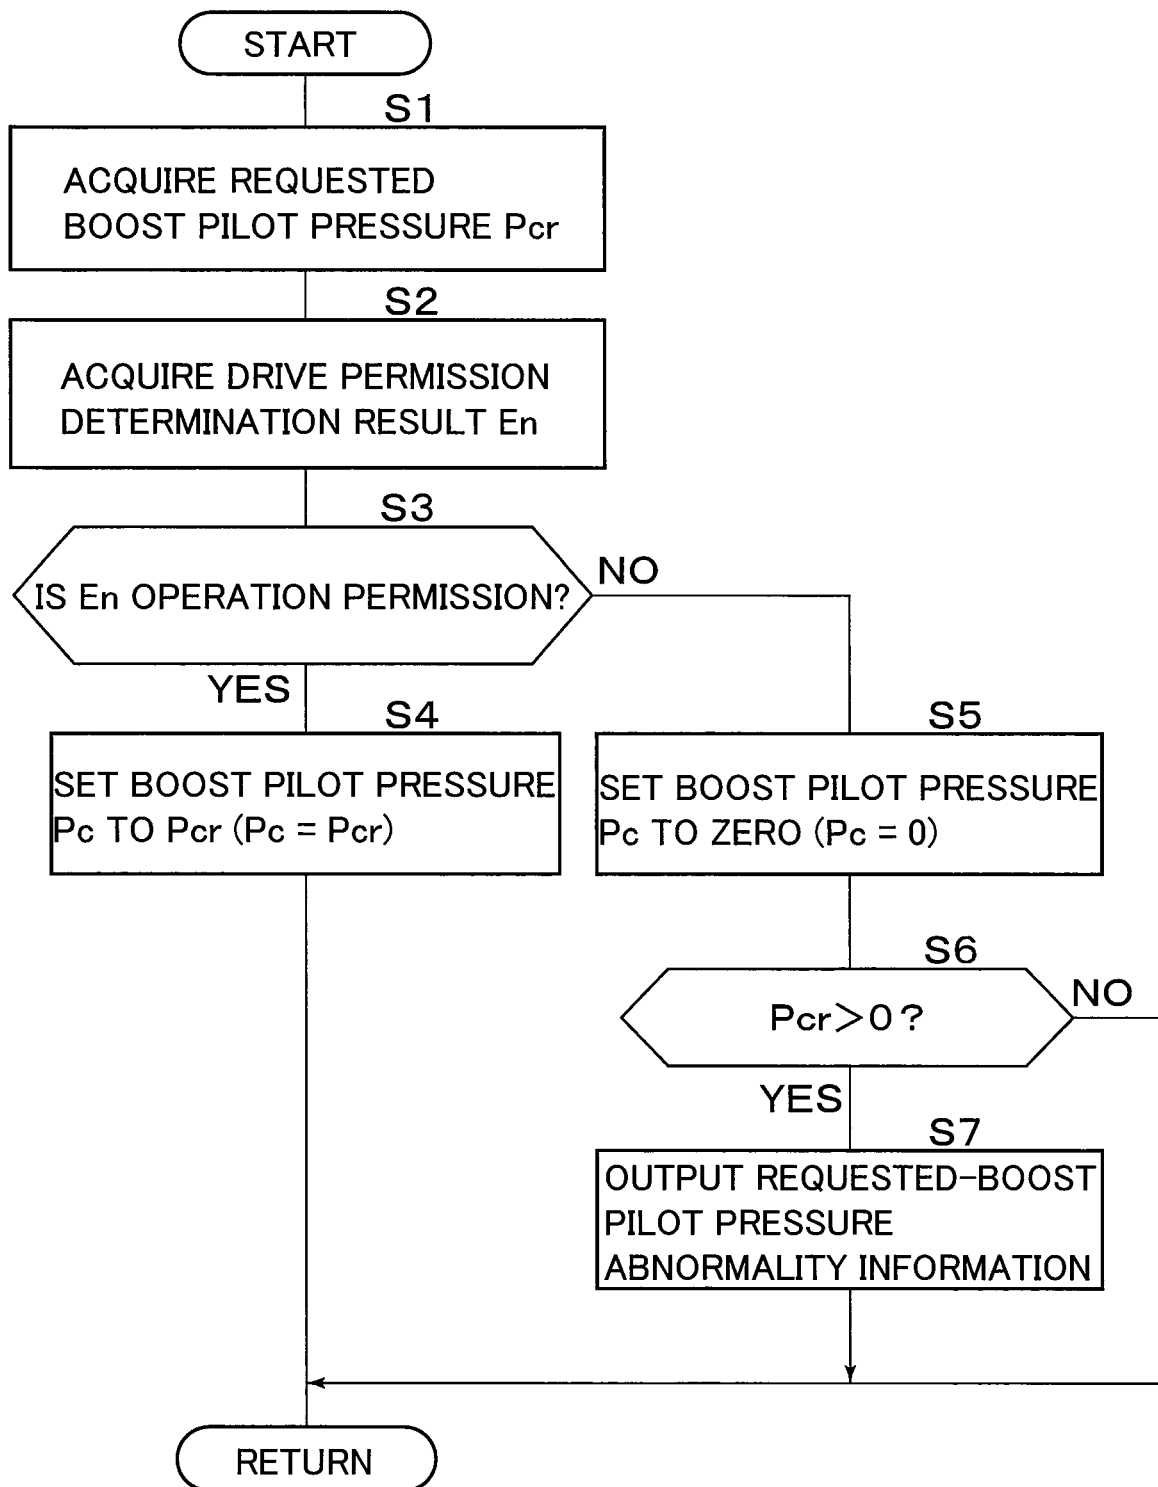 START
S1
ACQUIRE REQUESTED
BOOST PILOT PRESSURE Pcr
S2
ACQUIRE DRIVE PERMISSION
DETERMINATION RESULT En
S3
IS En OPERATION PERMISSION?
NO
YES
S4
SET BOOST PILOT PRESSURE
Pc TO Pcr (Pc = Pcr)
S5
SET BOOST PILOT PRESSURE
Pc TO ZERO (Pc = 0)
S6
Pcr>0?
NO
YES
S7
OUTPUT REQUESTED-BOOST
PILOT PRESSURE
ABNORMALITY INFORMATION
RETURN